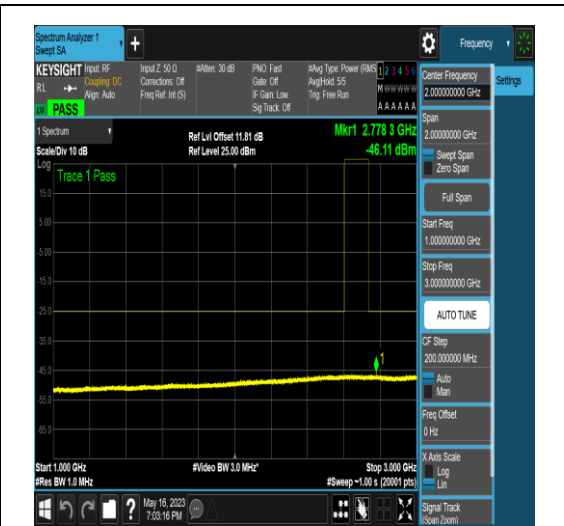 Spectrum Analyzer 1
Swept SA
+
Frequency
KEYSIGHT
RL
PASS
Input: RF
Coupling: DC
Align: Auto
Input Z: 50 Ω
Corrections: Off
Freq Ref: Int (S)
#Atten: 30 dB
PNO: Fast
Gate: Off
IF Gain: Low
Sig Track: Off
#Avg Type: Power (RMS
Avg|Hold: 5/5
Trig: Free Run
1 2 3 4 5 6
M W W W W W
A A A A A A
1 Spectrum
Scale/Div 10 dB
Ref Lvl Offset 11.81 dB
Ref Level 25.00 dBm
Mkr1 2.778 3 GHz
-46.11 dBm
Log
Trace 1 Pass
15.0
5.00
-5.00
-15.0
-25.0
-35.0
-45.0
-55.0
-65.0
1
Start 1.000 GHz
#Res BW 1.0 MHz
#Video BW 3.0 MHz*
Stop 3.000 GHz
#Sweep ~1.00 s (20001 pts)
May 16, 2023
7:03:16 PM
?
Center Frequency
2.000000000 GHz
Span
2.00000000 GHz
Swept Span
Zero Span
Full Span
Start Freq
1.000000000 GHz
Stop Freq
3.000000000 GHz
AUTO TUNE
CF Step
200.000000 MHz
Auto
Man
Freq Offset
0 Hz
X Axis Scale
Log
Lin
Signal Track
(Span Zoom)
Settings